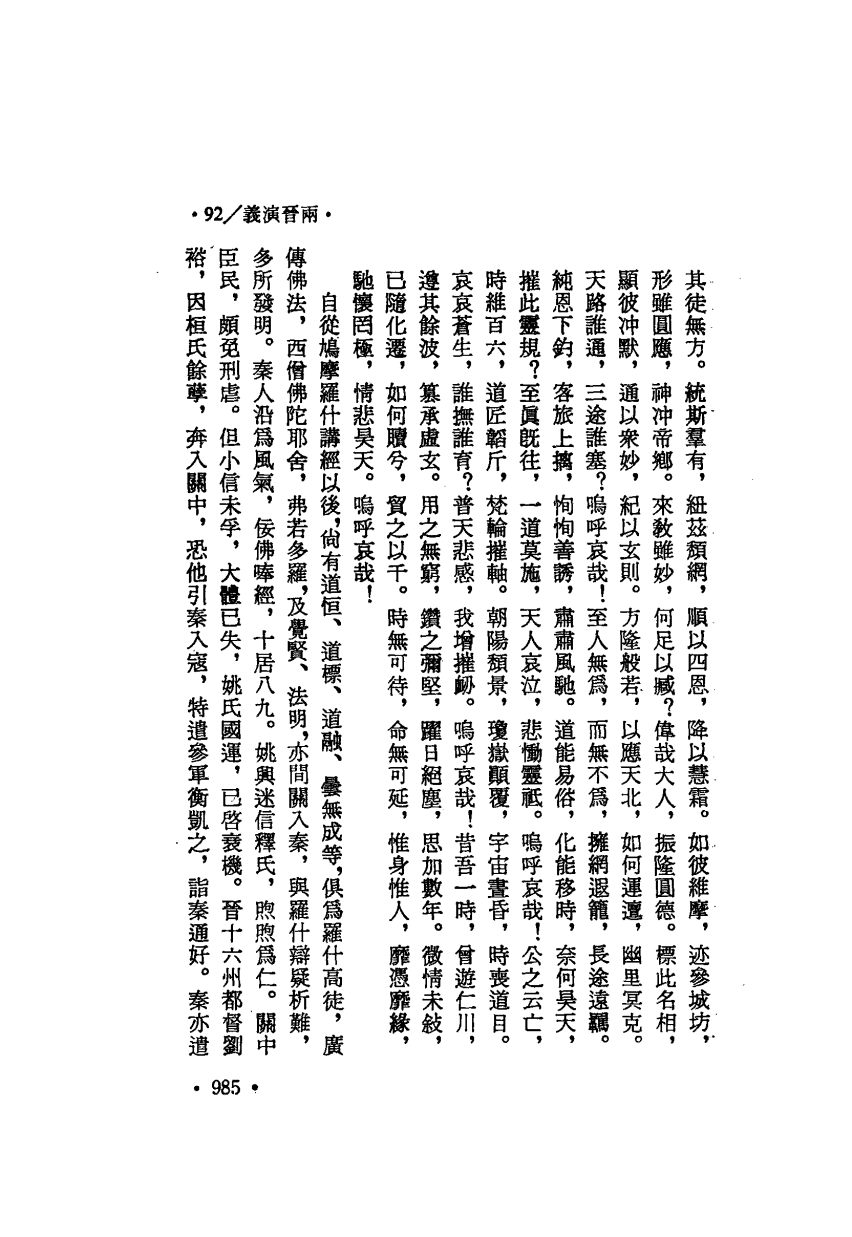 •92／義演晉兩•
其徒無方。統斯羣有，紐茲頹網，順以四恩，降以慧霜。如彼維摩，迹參城坊，
形雖圓應，神冲帝鄉。來教雖妙，何足以臧？偉哉大人，振隆圓德。標此名相，
顯彼冲默，通以衆妙，紀以玄則。方隆般若，以應天北，如何運邅，幽里冥克。
天路誰通，三途誰塞？嗚呼哀哉！至人無爲，而無不爲，擁網遐籠，長途遠羈。
純恩下釣，客旅上擒，恂恂善誘，肅肅風馳。道能易俗，化能移時，奈何昊天，
摧此靈規？至眞旣往，一道莫施，天人哀泣，悲慟靈祇。嗚呼哀哉！公之云亡，
時維百六，道匠韜斤，梵輪摧軸。朝陽頹景，瓊嶽顚覆，宇宙晝昏，時喪道目。
哀哀蒼生，誰撫誰育？普天悲感，我增摧衂。嗚呼哀哉！昔吾一時，曾遊仁川，
遵其餘波，篡承虛玄。用之無窮，鑽之彌堅，躍日絕塵，思加數年。微情未敍，
已隨化遷，如何贖兮，貿之以千。時無可待，命無可延，惟身惟人，靡憑靡緣，
馳懷罔極，情悲昊天。嗚呼哀哉！
自從鳩摩羅什講經以後，尙有道恒、道標、道融、曇無成等，俱爲羅什高徒，廣
傳佛法，西僧佛陀耶舍，弗若多羅，及覺賢、法明，亦間關入秦，與羅什辯疑析難，
多所發明。秦人沿爲風氣，佞佛唪經，十居八九。姚興迷信釋氏，煦煦爲仁。關中
臣民，頗免刑虐。但小信未孚，大體已失，姚氏國運，已啓衰機。晉十六州都督劉
裕，因桓氏餘孽，奔入關中，恐他引秦入寇，特遣參軍衡凱之，詣秦通好。秦亦遣
•985•